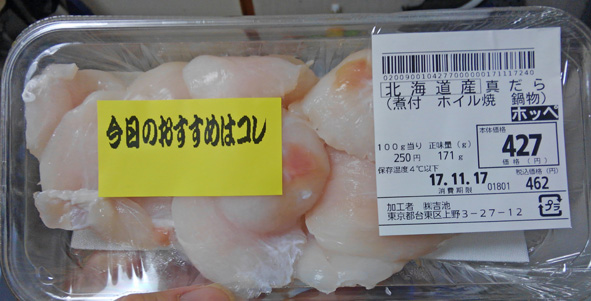 今日のおすすめはコレ
0200900104277000000171117240
北海道産 真だら
(煮付 ホイル焼 鍋物)
ホッペ
本体価格
100g当り 正味量(g)
427
250円 171g
価格(円)
保存温度4℃以下
17.11.17
税込価格(円)
消費期限
01801
462
加工者 ㈱吉池
東京都台東区上野3-27-12
プラ